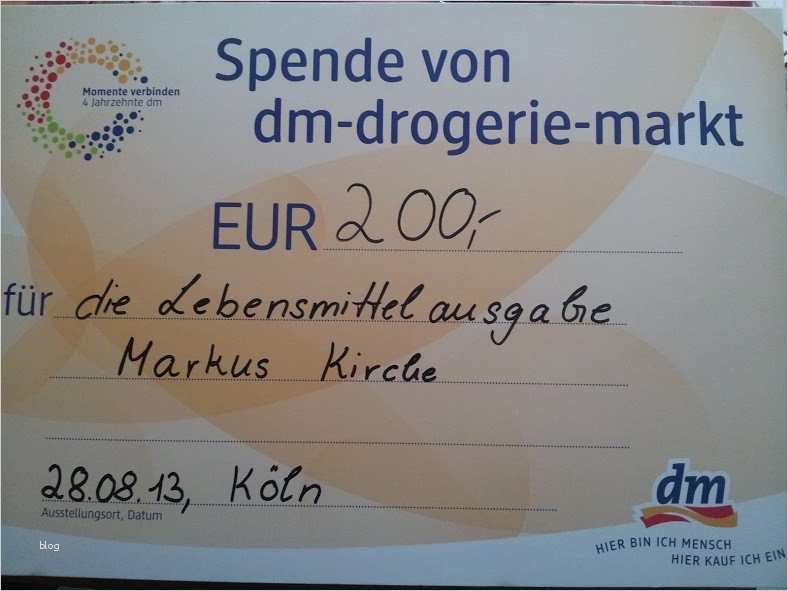 Momente verbinden
4 Jahrzehnte dm
Spende von
dm-drogerie-markt
EUR 200,-
für die Lebensmittelausgabe
Markus Kirche
28.08.13, Köln
Ausstellungsort, Datum
blog
dm
HIER BIN ICH MENSCH
HIER KAUF ICH EIN